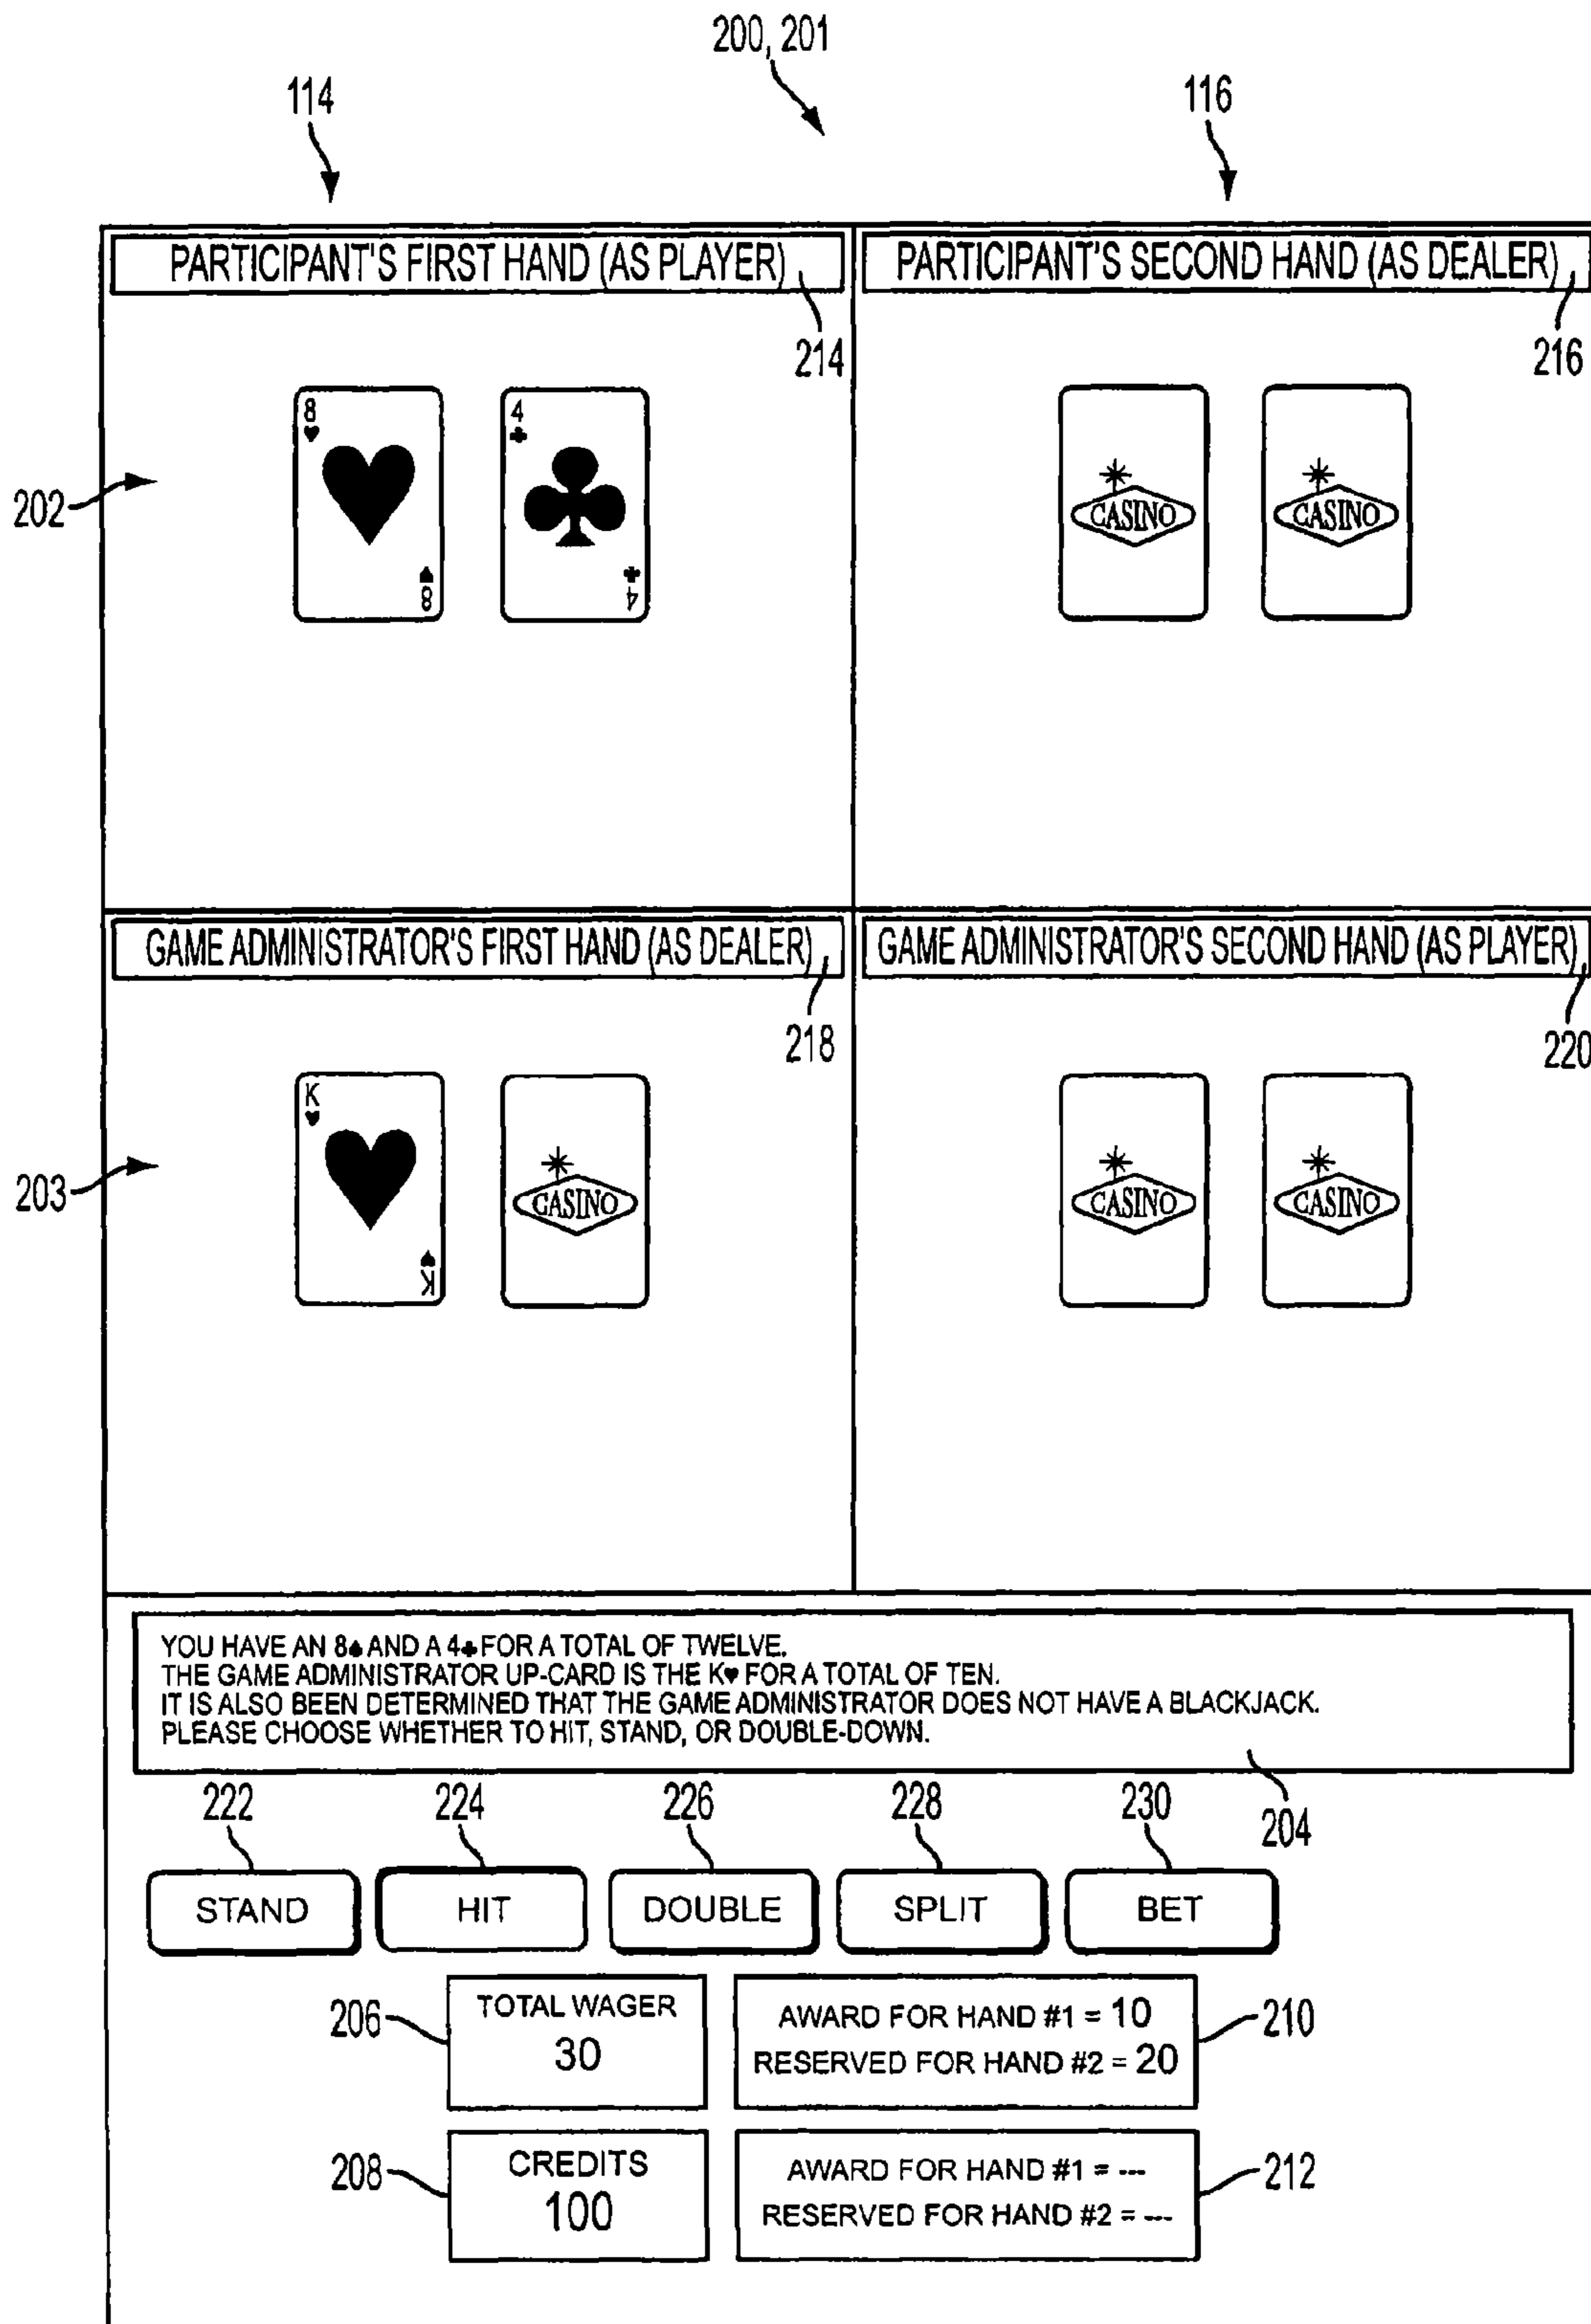 200, 201
114
116
PARTICIPANT'S FIRST HAND (AS PLAYER)
PARTICIPANT'S SECOND HAND (AS DEALER)
214
216
8♥
4♣
202
CASINO
CASINO
8♥
4♣
GAME ADMINISTRATOR'S FIRST HAND (AS DEALER)
GAME ADMINISTRATOR'S SECOND HAND (AS PLAYER)
218
220
K♥
203
CASINO
CASINO
CASINO
K♥
YOU HAVE AN 8♠ AND A 4♣ FOR A TOTAL OF TWELVE.
THE GAME ADMINISTRATOR UP-CARD IS THE K♥ FOR A TOTAL OF TEN.
IT IS ALSO BEEN DETERMINED THAT THE GAME ADMINISTRATOR DOES NOT HAVE A BLACKJACK.
PLEASE CHOOSE WHETHER TO HIT, STAND, OR DOUBLE-DOWN.
222
224
226
228
230
204
STAND
HIT
DOUBLE
SPLIT
BET
206
TOTAL WAGER
30
AWARD FOR HAND #1 = 10
RESERVED FOR HAND #2 = 20
210
208
CREDITS
100
AWARD FOR HAND #1 = ---
RESERVED FOR HAND #2 = ---
212